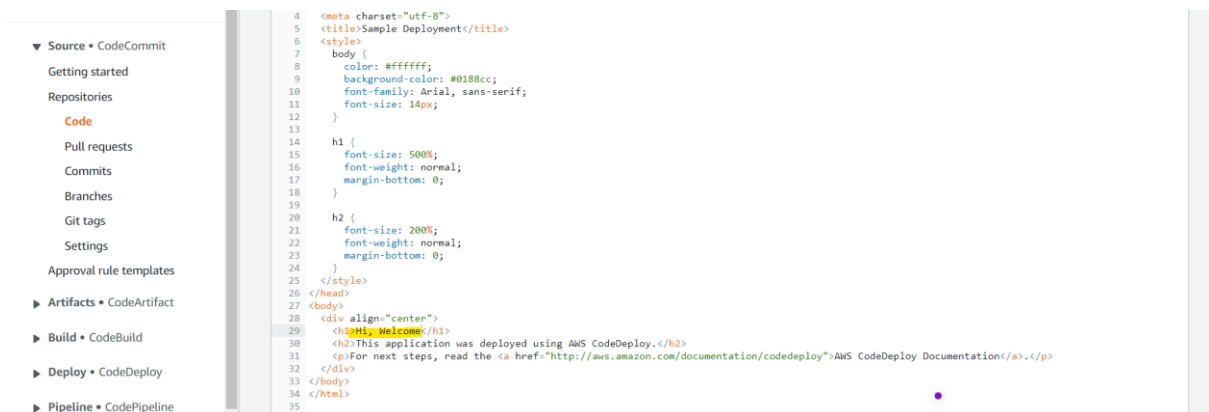 ▼ Source • CodeCommit
Getting started
Repositories
Code
Pull requests
Commits
Branches
Git tags
Settings
Approval rule templates
▶ Artifacts • CodeArtifact
▶ Build • CodeBuild
▶ Deploy • CodeDeploy
▶ Pipeline • CodePipeline
4 <meta charset="utf-8">
5 <title>Sample Deployment</title>
6 <style>
7 body {
8 color: #ffffff;
9 background-color: #0188cc;
10 font-family: Arial, sans-serif;
11 font-size: 14px;
12 }
13
14 h1 {
15 font-size: 500%;
16 font-weight: normal;
17 margin-bottom: 0;
18 }
19
20 h2 {
21 font-size: 200%;
22 font-weight: normal;
23 margin-bottom: 0;
24 }
25 </style>
26 </head>
27 <body>
28 <div align="center">
29 <h1>Hi, Welcome</h1>
30 <h2>This application was deployed using AWS CodeDeploy.</h2>
31 <p>For next steps, read the <a href="http://aws.amazon.com/documentation/codedeploy">AWS CodeDeploy Documentation</a>.</p>
32 </div>
33 </body>
34 </html>
35